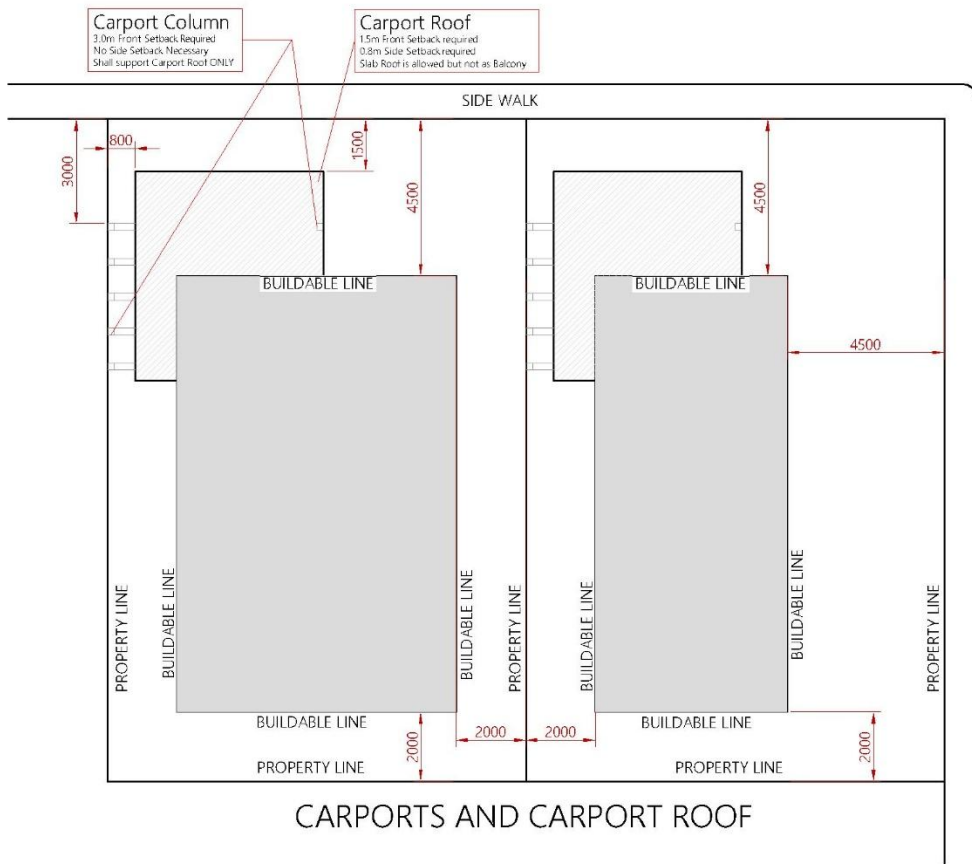 Carport Column
3.0m Front Setback Required
No Side Setback Necessary
Shall support Carport Roof ONLY
Carport Roof
1.5m Front Setback required
0.8m Side Setback required
Slab Roof is allowed but not as Balcony
SIDE WALK
800
3000
1500
4500
4500
BUILDABLE LINE
BUILDABLE LINE
4500
PROPERTY LINE
BUILDABLE LINE
BUILDABLE LINE
PROPERTY LINE
BUILDABLE LINE
BUILDABLE LINE
PROPERTY LINE
BUILDABLE LINE
BUILDABLE LINE
2000
2000
2000
2000
PROPERTY LINE
PROPERTY LINE
CARPORTS AND CARPORT ROOF